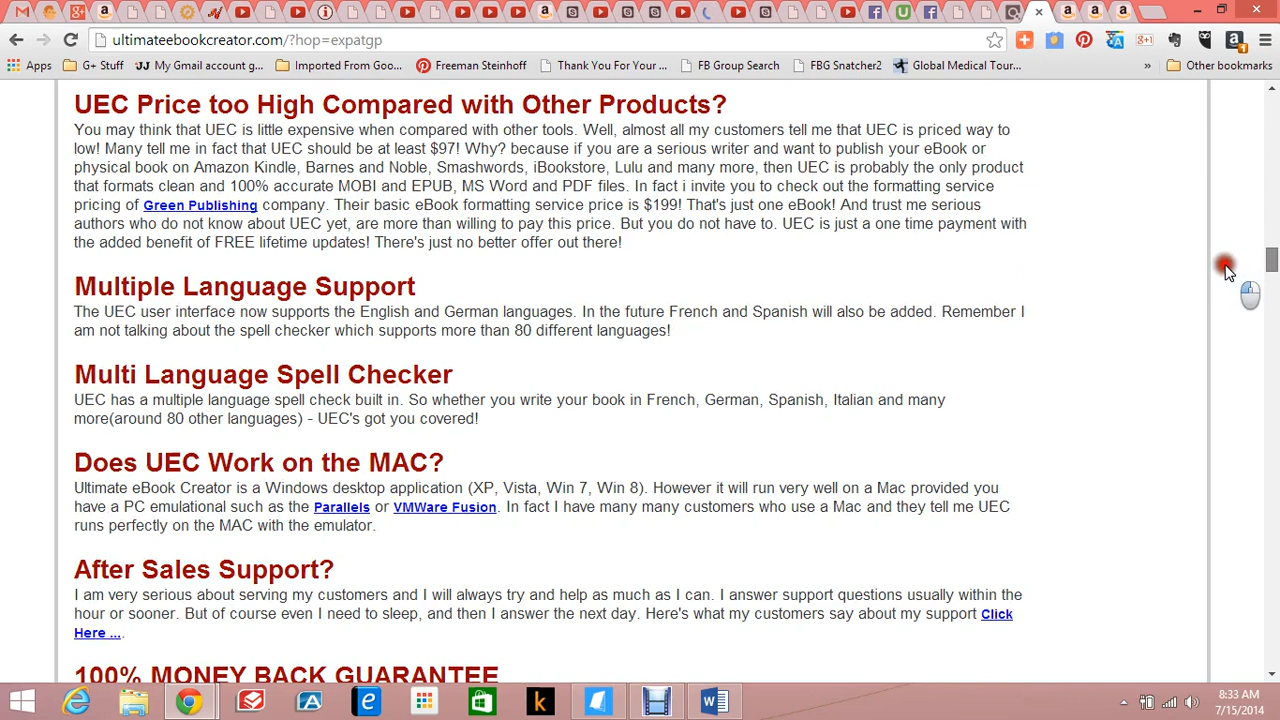 ultimateebookcreator.com/?hop=expatgp
Apps
G+ Stuff
My Gmail account g...
Imported From Goo...
Freeman Steinhoff
Thank You For Your ...
FB Group Search
FBG Snatcher2
Global Medical Tour...
»
Other bookmarks
UEC Price too High Compared with Other Products?
You may think that UEC is little expensive when compared with other tools. Well, almost all my customers tell me that UEC is priced way to
low! Many tell me in fact that UEC should be at least $97! Why? because if you are a serious writer and want to publish your eBook or
physical book on Amazon Kindle, Barnes and Noble, Smashwords, iBookstore, Lulu and many more, then UEC is probably the only product
that formats clean and 100% accurate MOBI and EPUB, MS Word and PDF files. In fact i invite you to check out the formatting service
pricing of Green Publishing company. Their basic eBook formatting service price is $199! That's just one eBook! And trust me serious
authors who do not know about UEC yet, are more than willing to pay this price. But you do not have to. UEC is just a one time payment with
the added benefit of FREE lifetime updates! There's just no better offer out there!
Multiple Language Support
The UEC user interface now supports the English and German languages. In the future French and Spanish will also be added. Remember I
am not talking about the spell checker which supports more than 80 different languages!
Multi Language Spell Checker
UEC has a multiple language spell check built in. So whether you write your book in French, German, Spanish, Italian and many
more(around 80 other languages) - UEC's got you covered!
Does UEC Work on the MAC?
Ultimate eBook Creator is a Windows desktop application (XP, Vista, Win 7, Win 8). However it will run very well on a Mac provided you
have a PC emulational such as the Parallels or VMWare Fusion. In fact I have many many customers who use a Mac and they tell me UEC
runs perfectly on the MAC with the emulator.
After Sales Support?
I am very serious about serving my customers and I will always try and help as much as I can. I answer support questions usually within the
hour or sooner. But of course even I need to sleep, and then I answer the next day. Here's what my customers say about my support Click
Here ....
100% MONEY BACK GUARANTEE
8:33 AM
7/15/2014